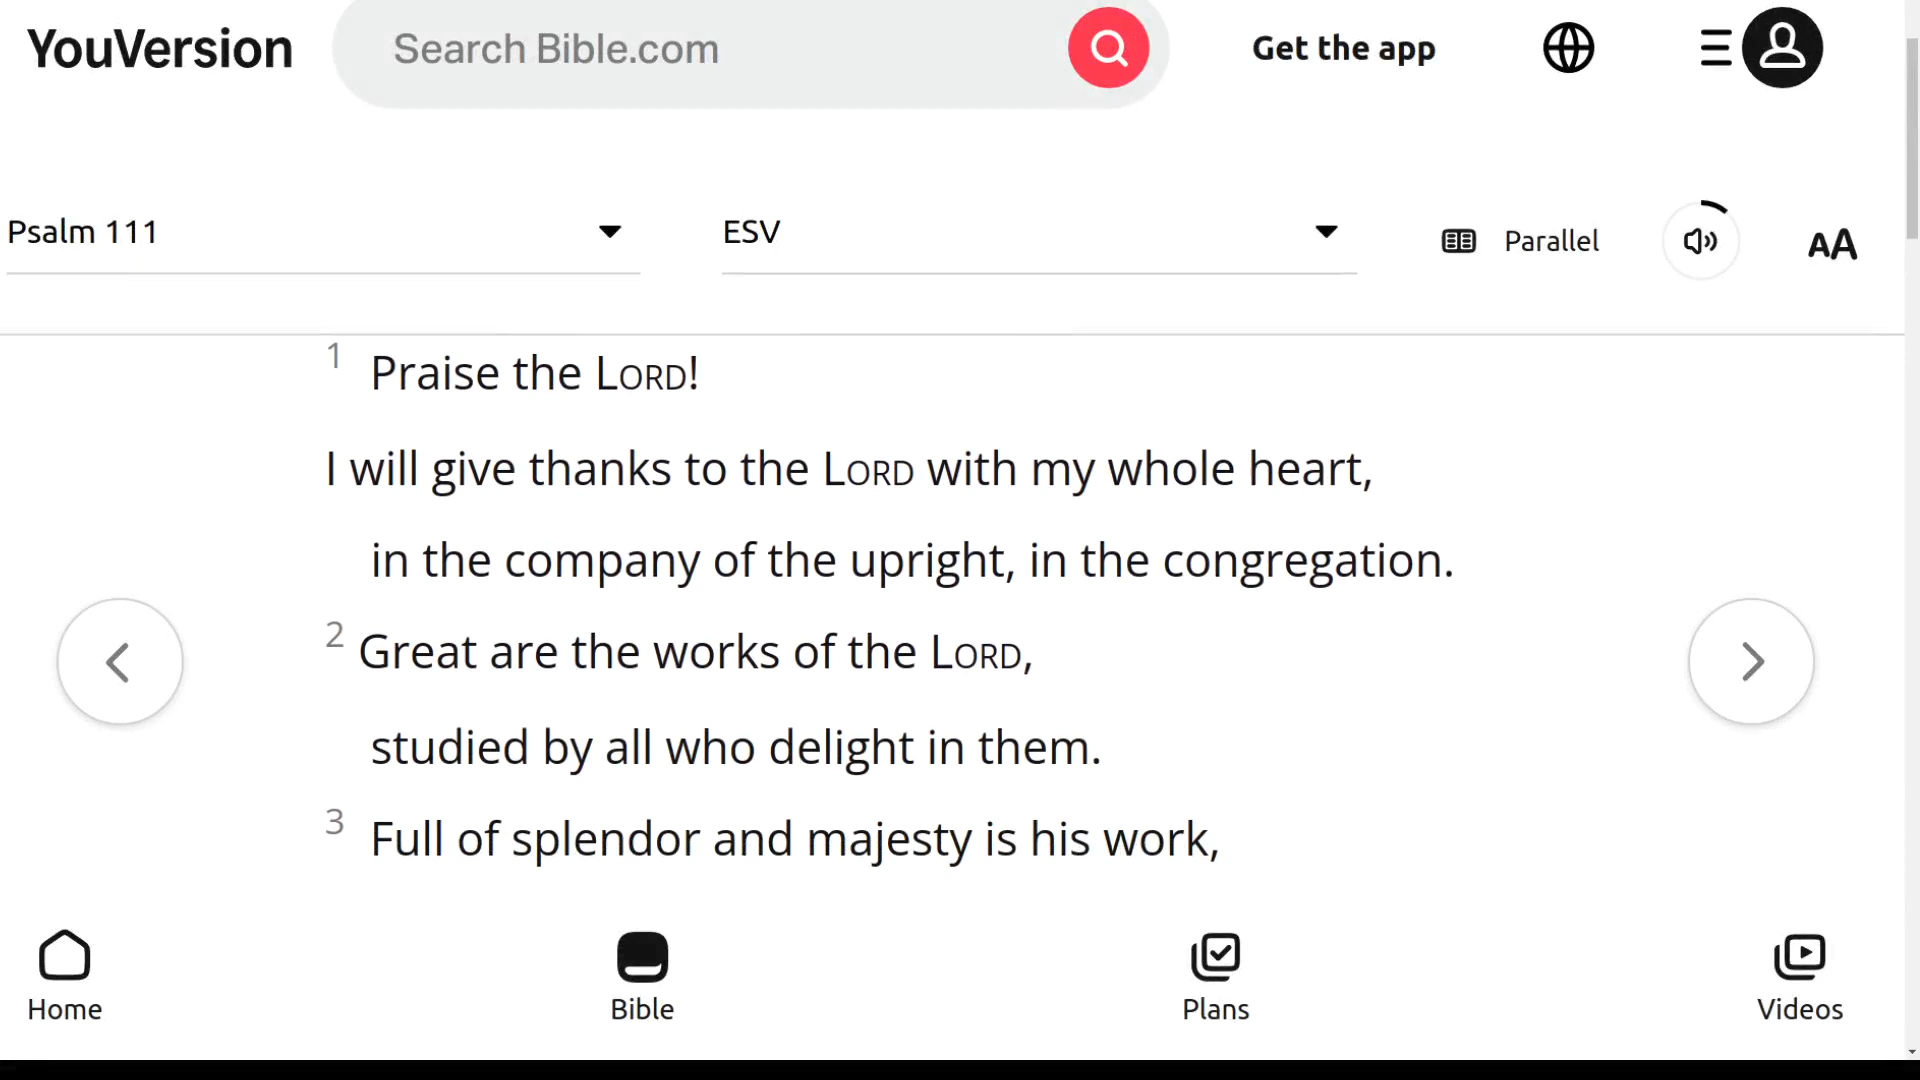 YouVersion
Search Bible.com
Get the app
Psalm 111
ESV
Parallel
AA
1 Praise the LORD!
I will give thanks to the LORD with my whole heart,
in the company of the upright, in the congregation.
2 Great are the works of the LORD,
studied by all who delight in them.
3 Full of splendor and majesty is his work,
Home
Bible
Plans
Videos